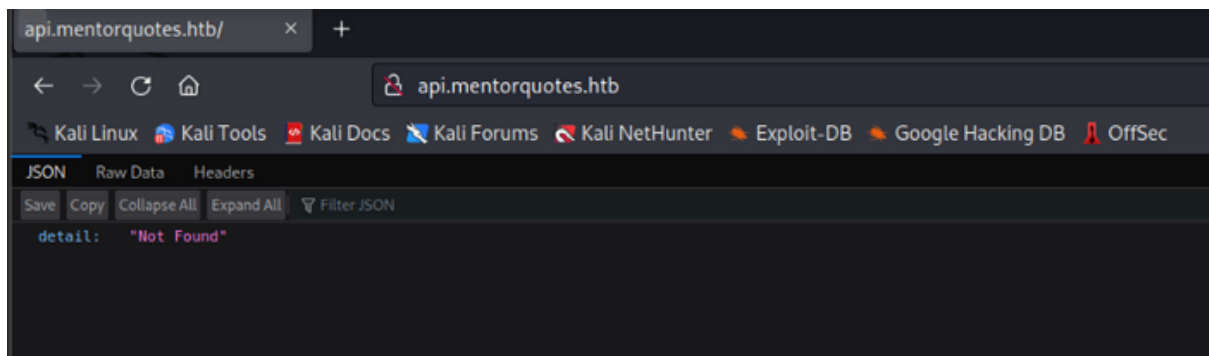 api.mentorquotes.htb/ × +
api.mentorquotes.htb
Kali Linux Kali Tools Kali Docs Kali Forums Kali NetHunter Exploit-DB Google Hacking DB OffSec
JSON Raw Data Headers
Save Copy Collapse All Expand All Filter JSON
detail: "Not Found"